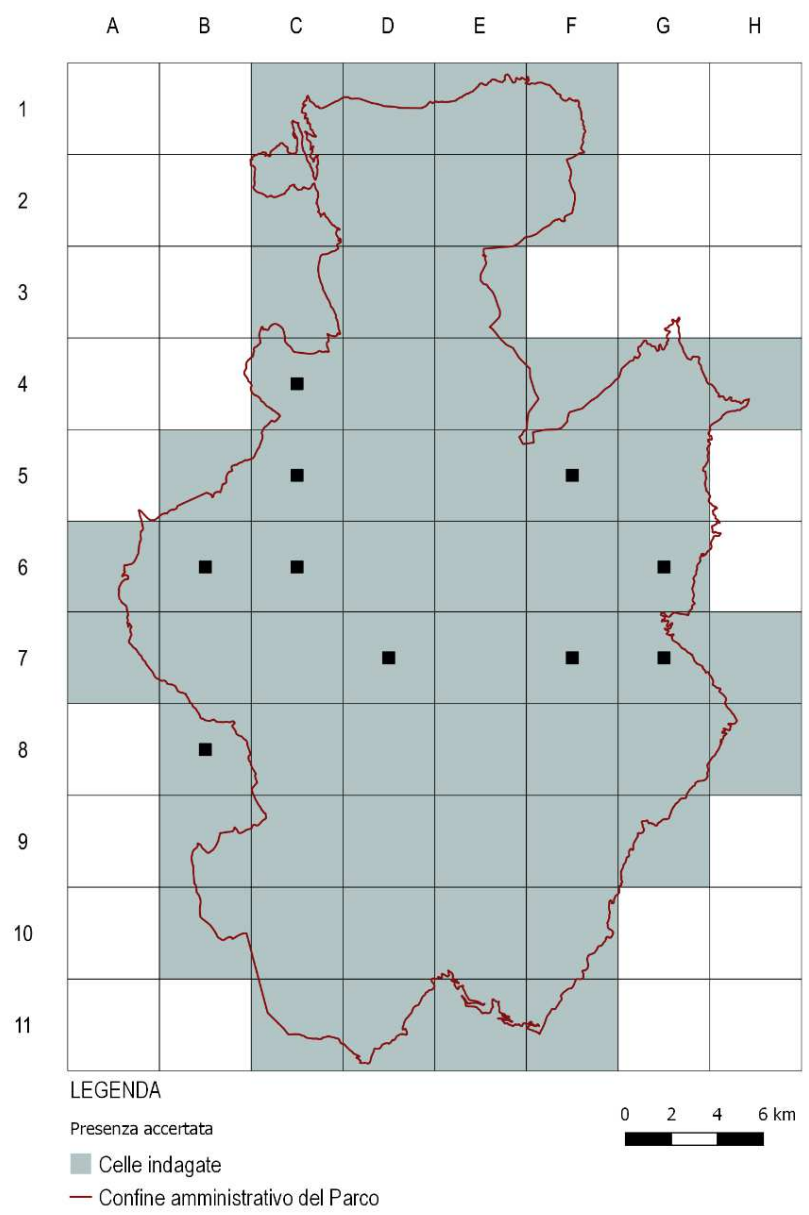 A B C D E F G H
1
2
3
4
5
6
7
8
9
10
11
LEGENDA
Presenza accertata
Celle indagate
Confine amministrativo del Parco
0 2 4 6 km